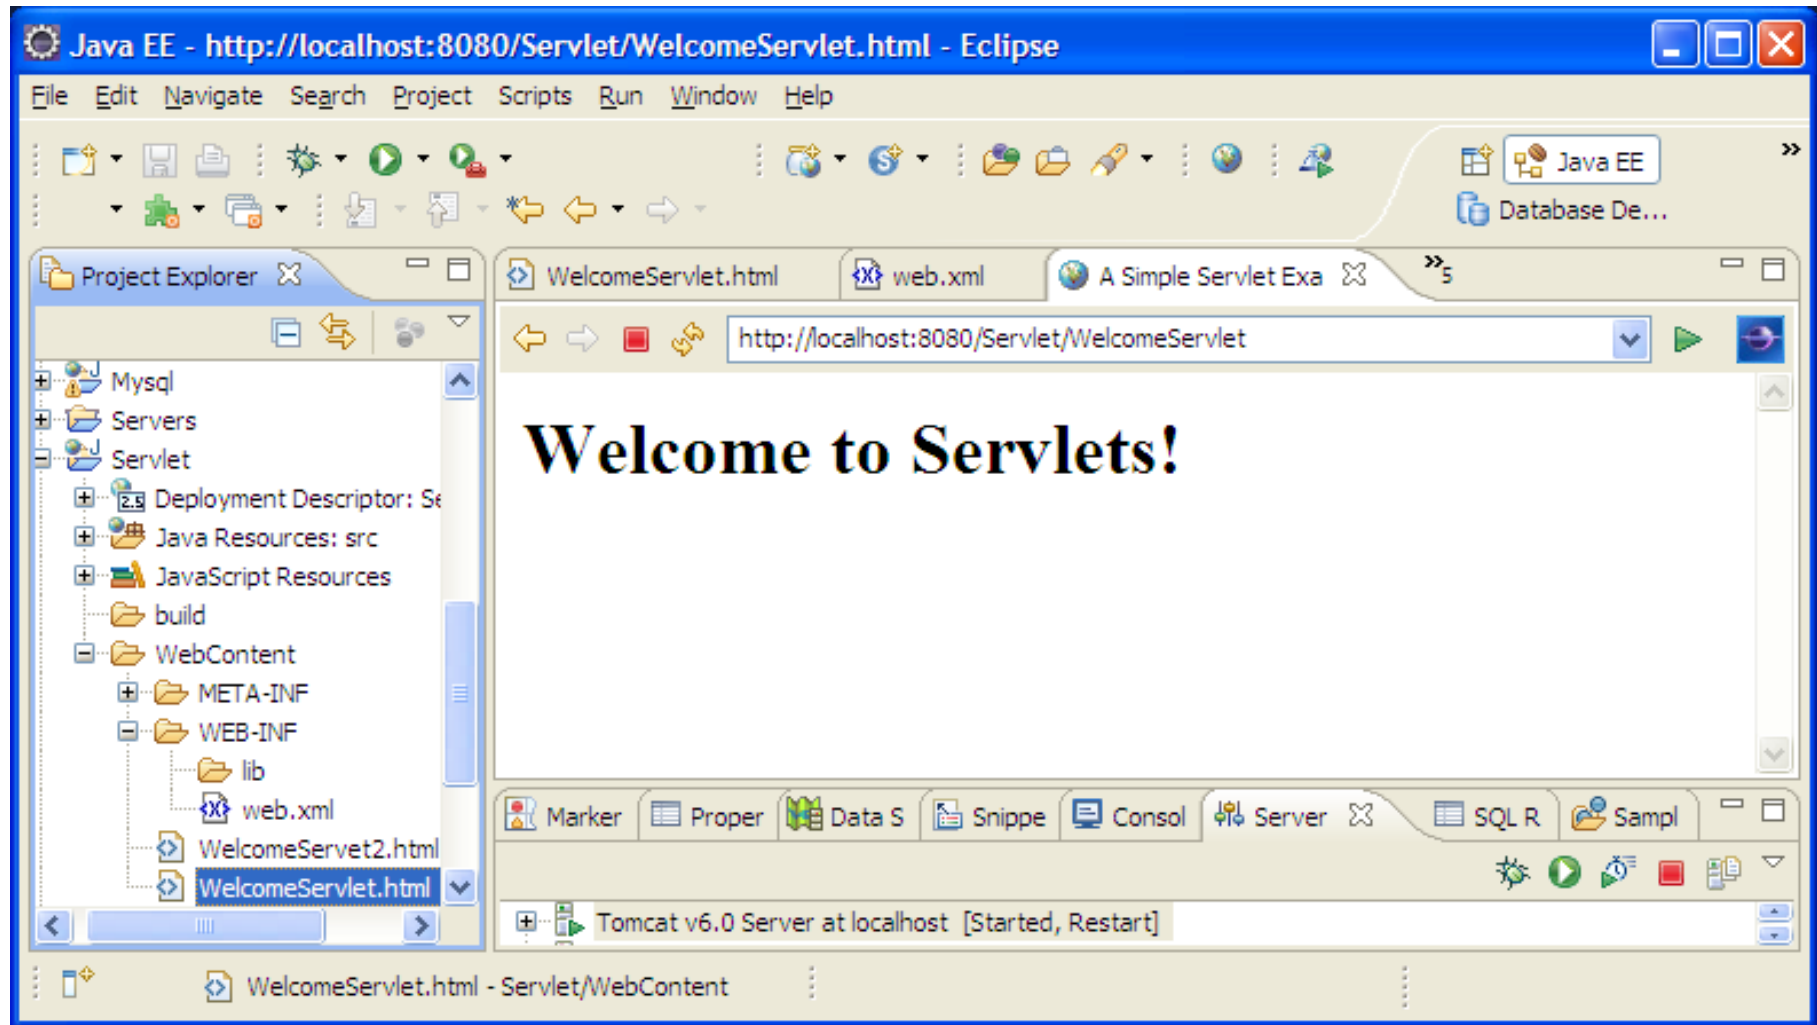 Java EE - http://localhost:8080/Servlet/WelcomeServlet.html - Eclipse
File Edit Navigate Search Project Scripts Run Window Help
Java EE
Database De...
Project Explorer
WelcomeServlet.html web.xml A Simple Servlet Exa 5
http://localhost:8080/Servlet/WelcomeServlet
Mysql
Servers
Servlet
2.5 Deployment Descriptor: Se
Java Resources: src
JavaScript Resources
build
WebContent
META-INF
WEB-INF
lib
web.xml
WelcomeServet2.html
WelcomeServlet.html
Welcome to Servlets!
Marker Proper Data S Snippe Consol Server SQL R Sampl
Tomcat v6.0 Server at localhost [Started, Restart]
WelcomeServlet.html - Servlet/WebContent